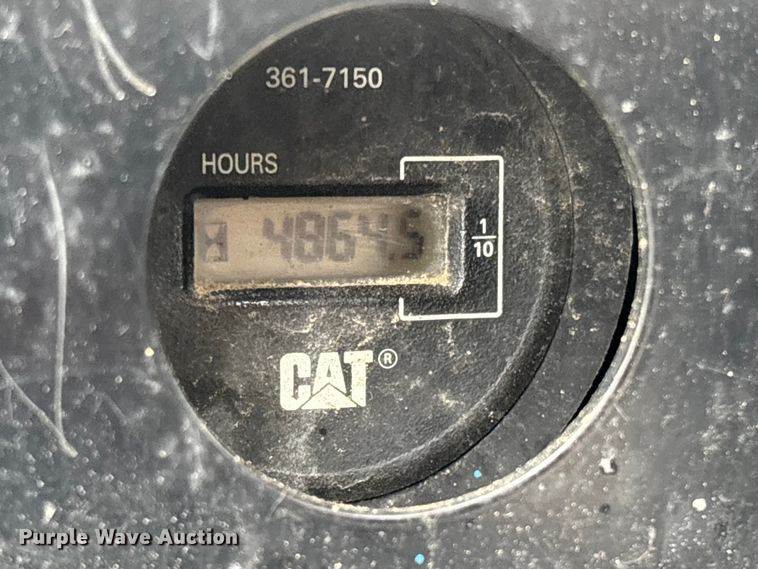 361-7150
HOURS
4864.5
1/10
CAT®
Purple Wave Auction